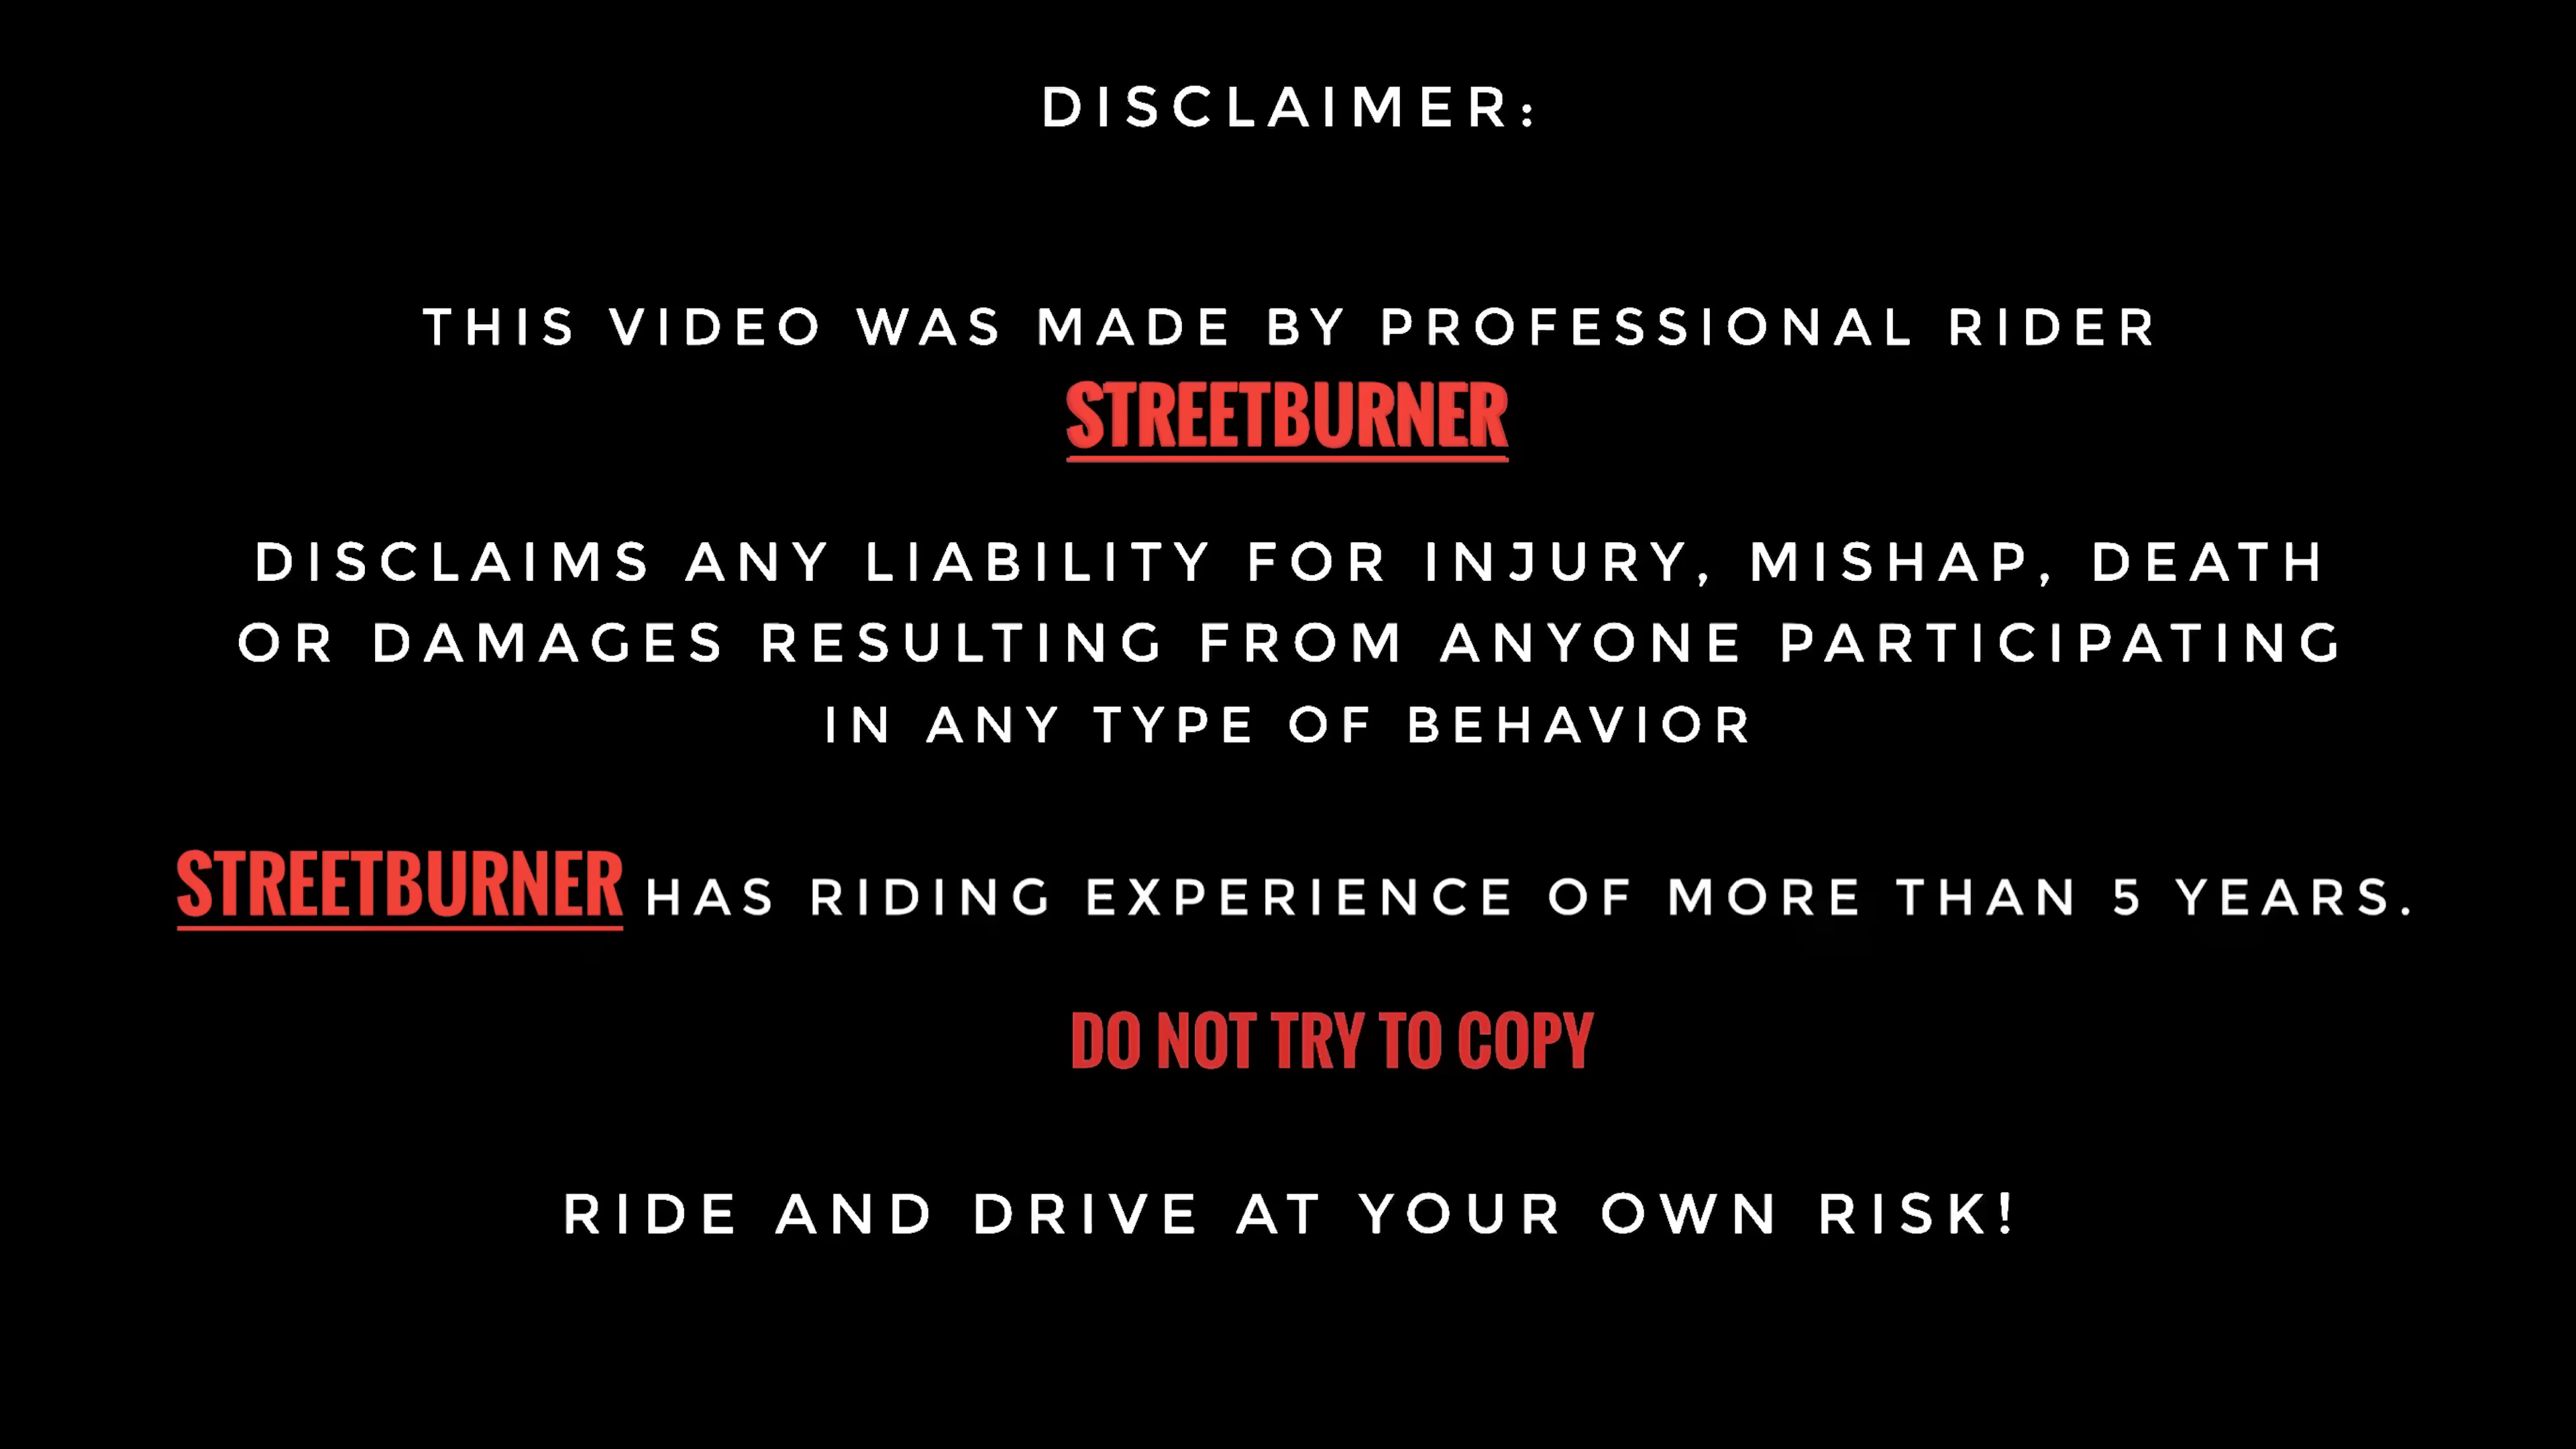 DISCLAIMER:
THIS VIDEO WAS MADE BY PROFESSIONAL RIDER
STREETBURNER
DISCLAIMS ANY LIABILITY FOR INJURY, MISHAP, DEATH
OR DAMAGES RESULTING FROM ANYONE PARTICIPATING
IN ANY TYPE OF BEHAVIOR
STREETBURNER HAS RIDING EXPERIENCE OF MORE THAN 5 YEARS.
DO NOT TRY TO COPY
RIDE AND DRIVE AT YOUR OWN RISK!